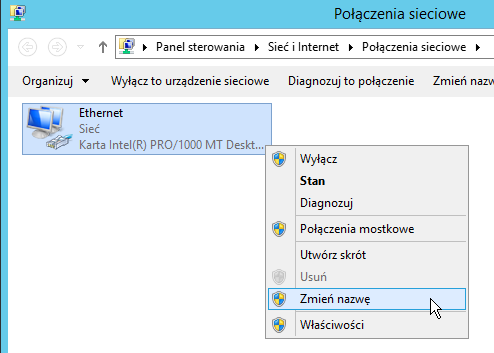 Połączenia sieciowe
Panel sterowania Sieć i Internet Połączenia sieciowe
Organizuj Wyłącz to urządzenie sieciowe Diagnozuj to połączenie Zmień nazw
Ethernet
Sieć
Karta Intel(R) PRO/1000 MT Deskt...
Wyłącz
Stan
Diagnozuj
Połączenia mostkowe
Utwórz skrót
Usuń
Zmień nazwę
Właściwości